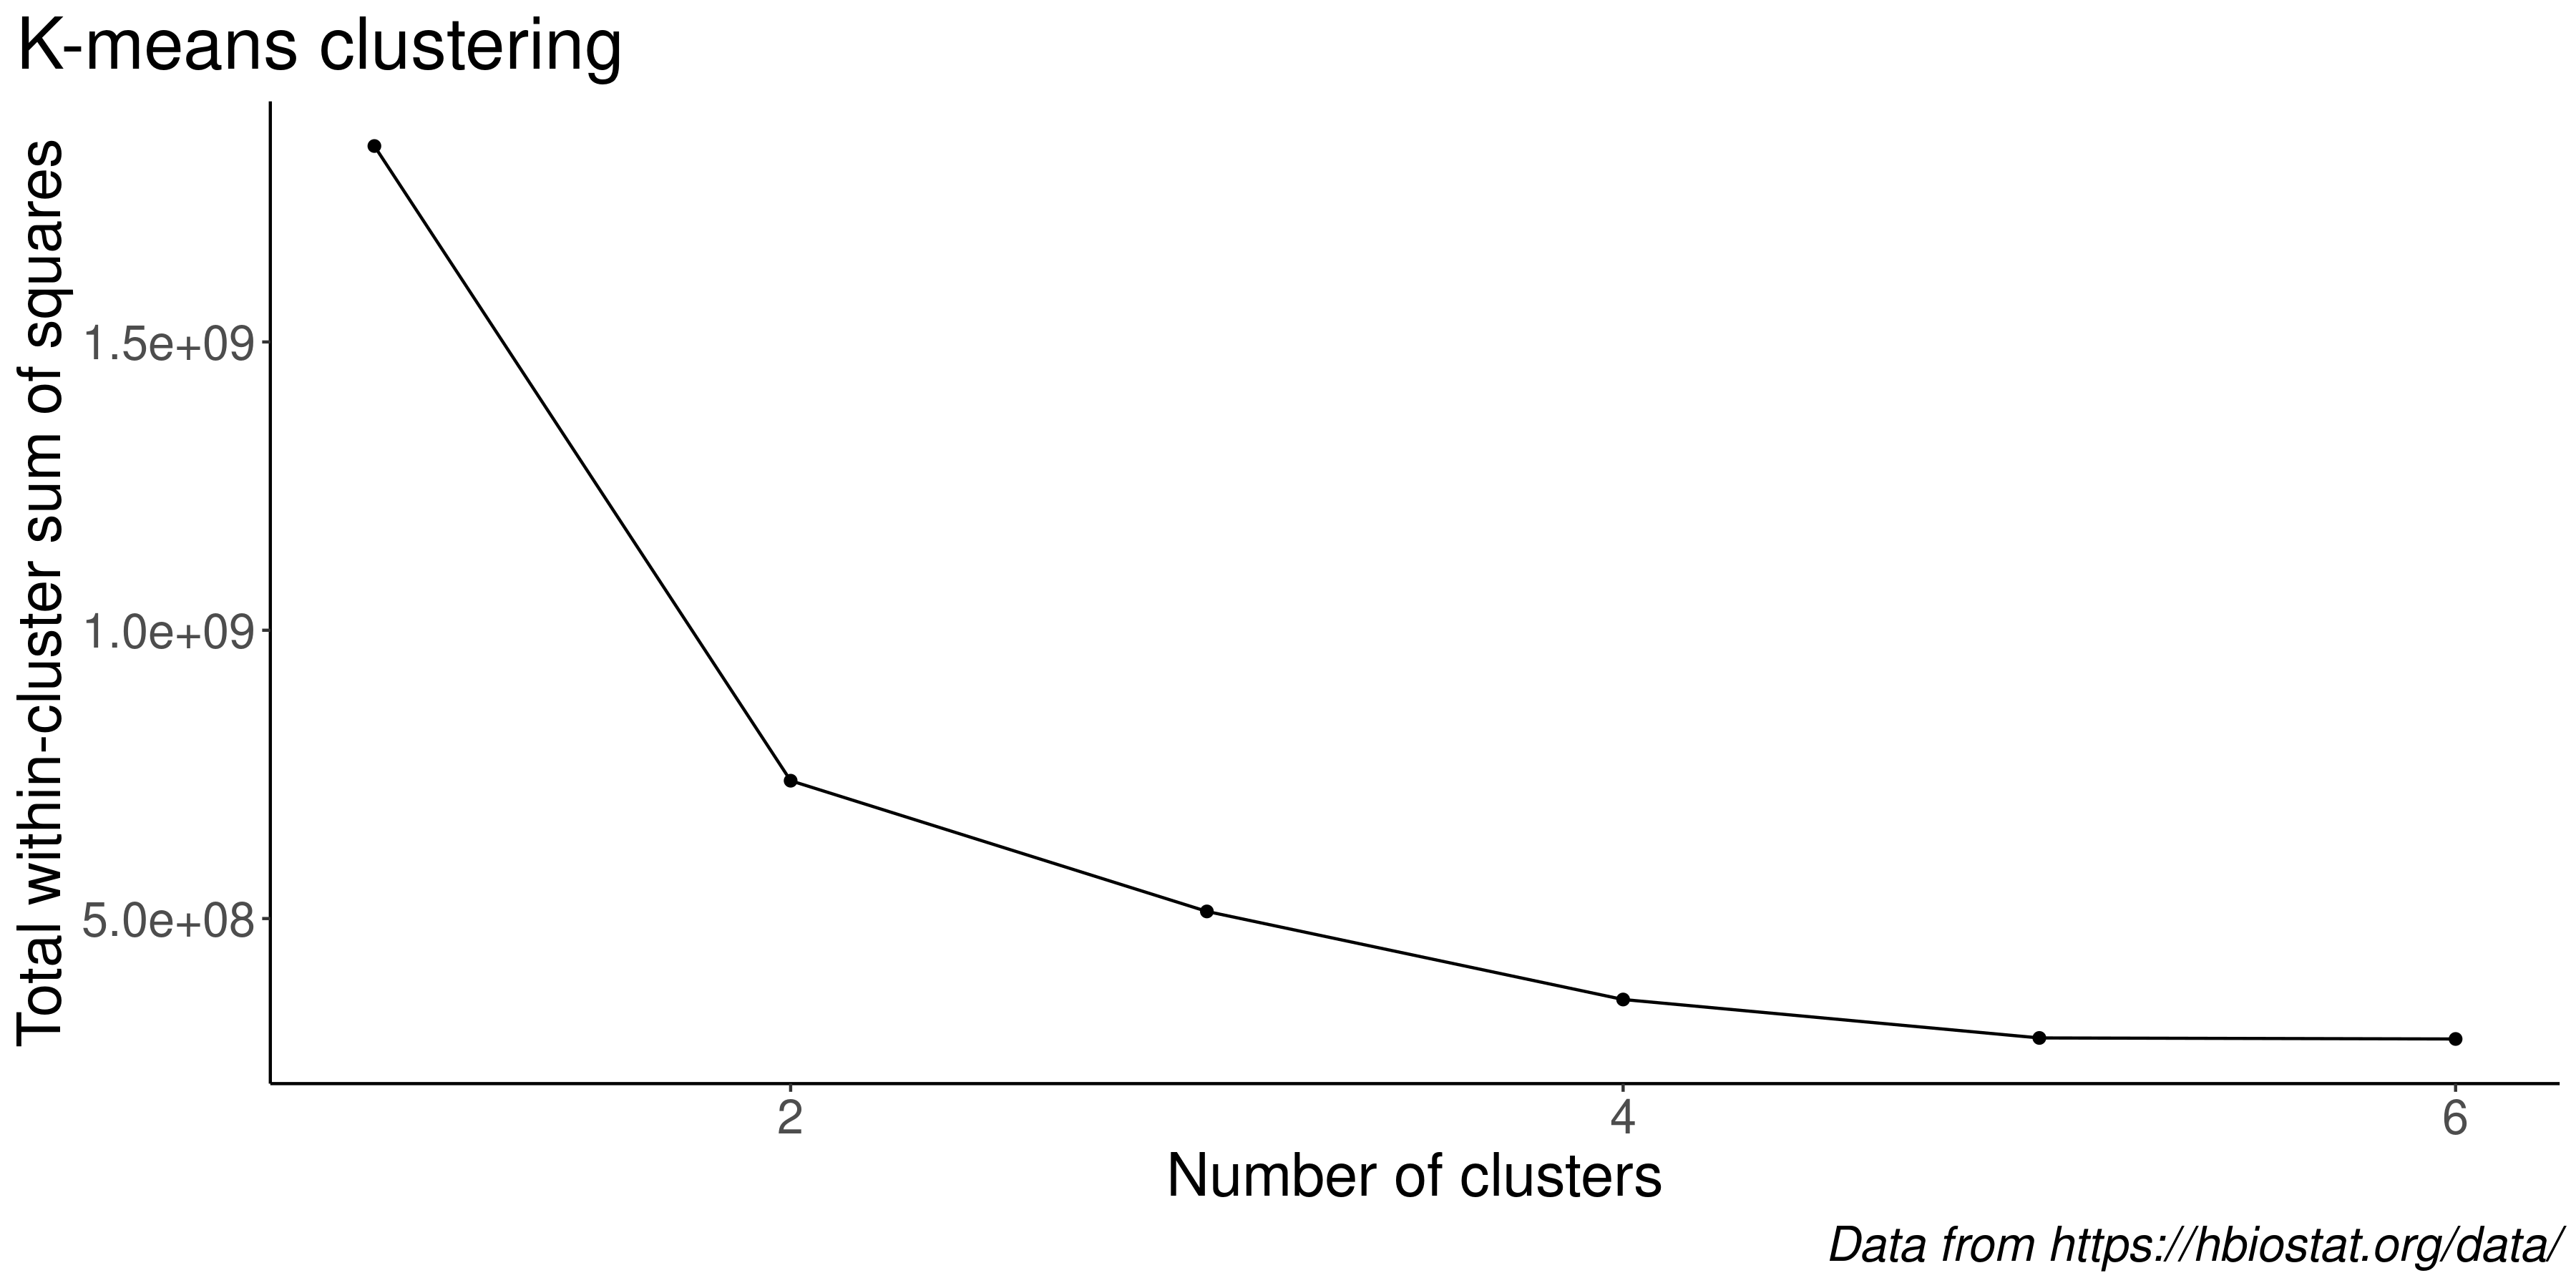 K-means clustering
Total within-cluster sum of squares
1.5e+09
1.0e+09
5.0e+08
2 4 6
Number of clusters
Data from https://hbiostat.org/data/